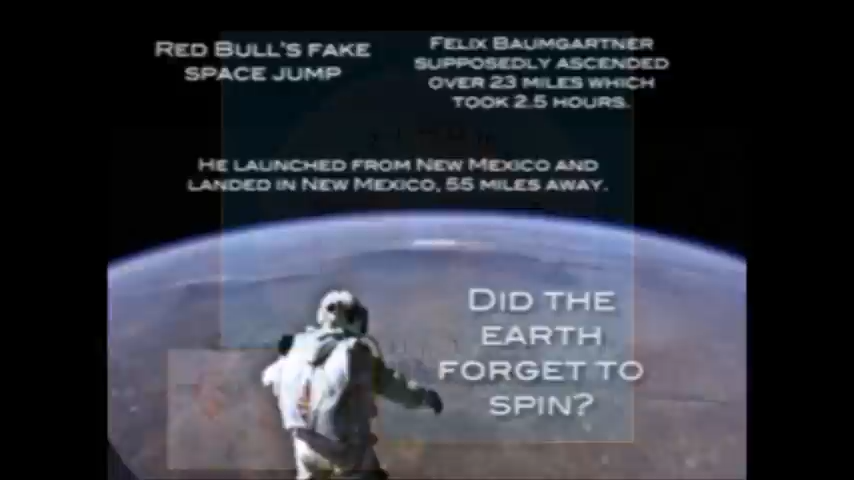 RED BULL'S FAKE
SPACE JUMP
FELIX BAUMGARTNER
SUPPOSEDLY ASCENDED
OVER 23 MILES WHICH
TOOK 2.5 HOURS.
HE LAUNCHED FROM NEW MEXICO AND
LANDED IN NEW MEXICO, 55 MILES AWAY.
DID THE
EARTH
FORGET TO
SPIN?